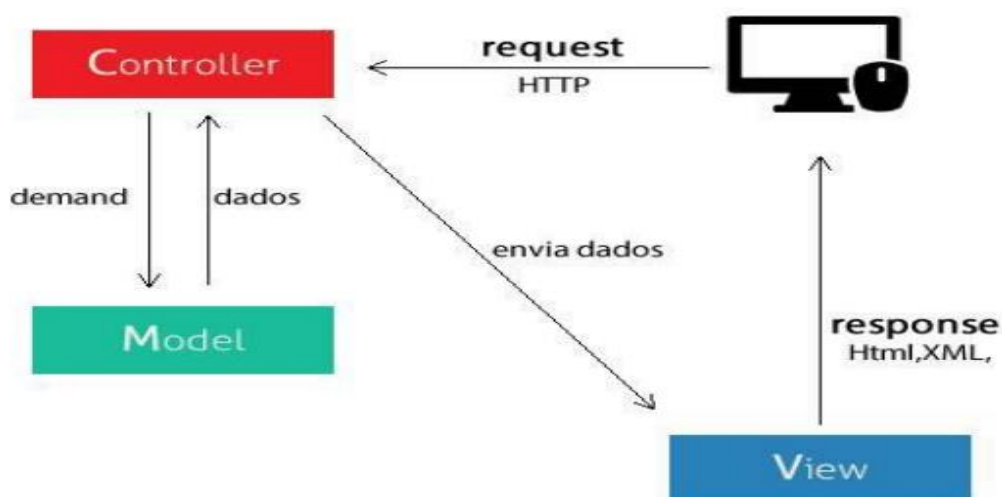 Controller
request
HTTP
demand
dados
envia dados
Model
response
Html,XML,
View